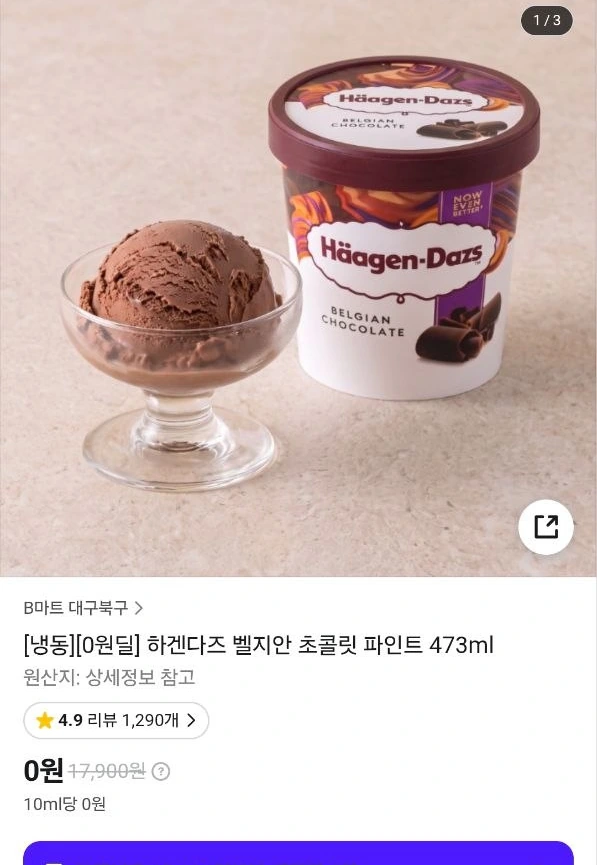 1 / 3
Häagen-Dazs
BELGIAN
CHOCOLATE
NOW
EVEN
BETTER*
Häagen-Dazs
BELGIAN
CHOCOLATE
B마트 대구북구 >
[냉동][0원딜] 하겐다즈 벨지안 초콜릿 파인트 473ml
원산지: 상세정보 참고
4.9 리뷰 1,290개 >
0원 17,900원 ?
10ml당 0원